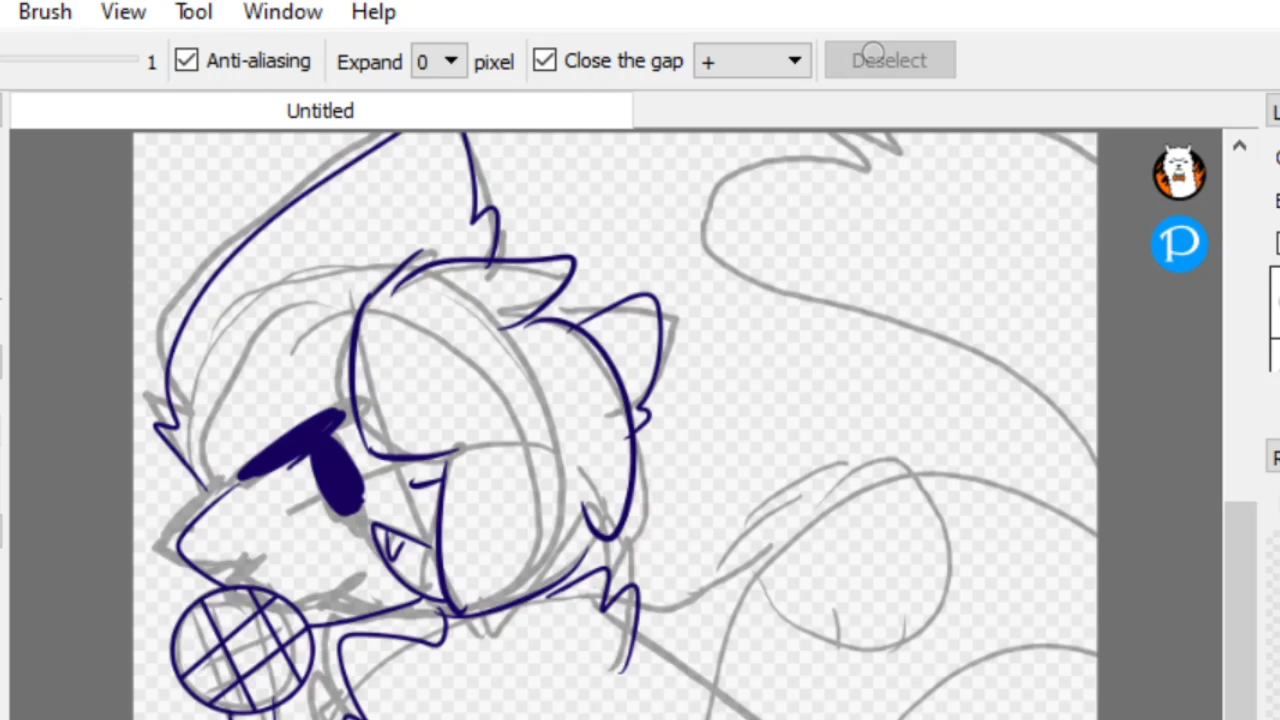 Brush View Tool Window Help
1 Anti-aliasing Expand 0 pixel Close the gap + Deselect
Untitled
P